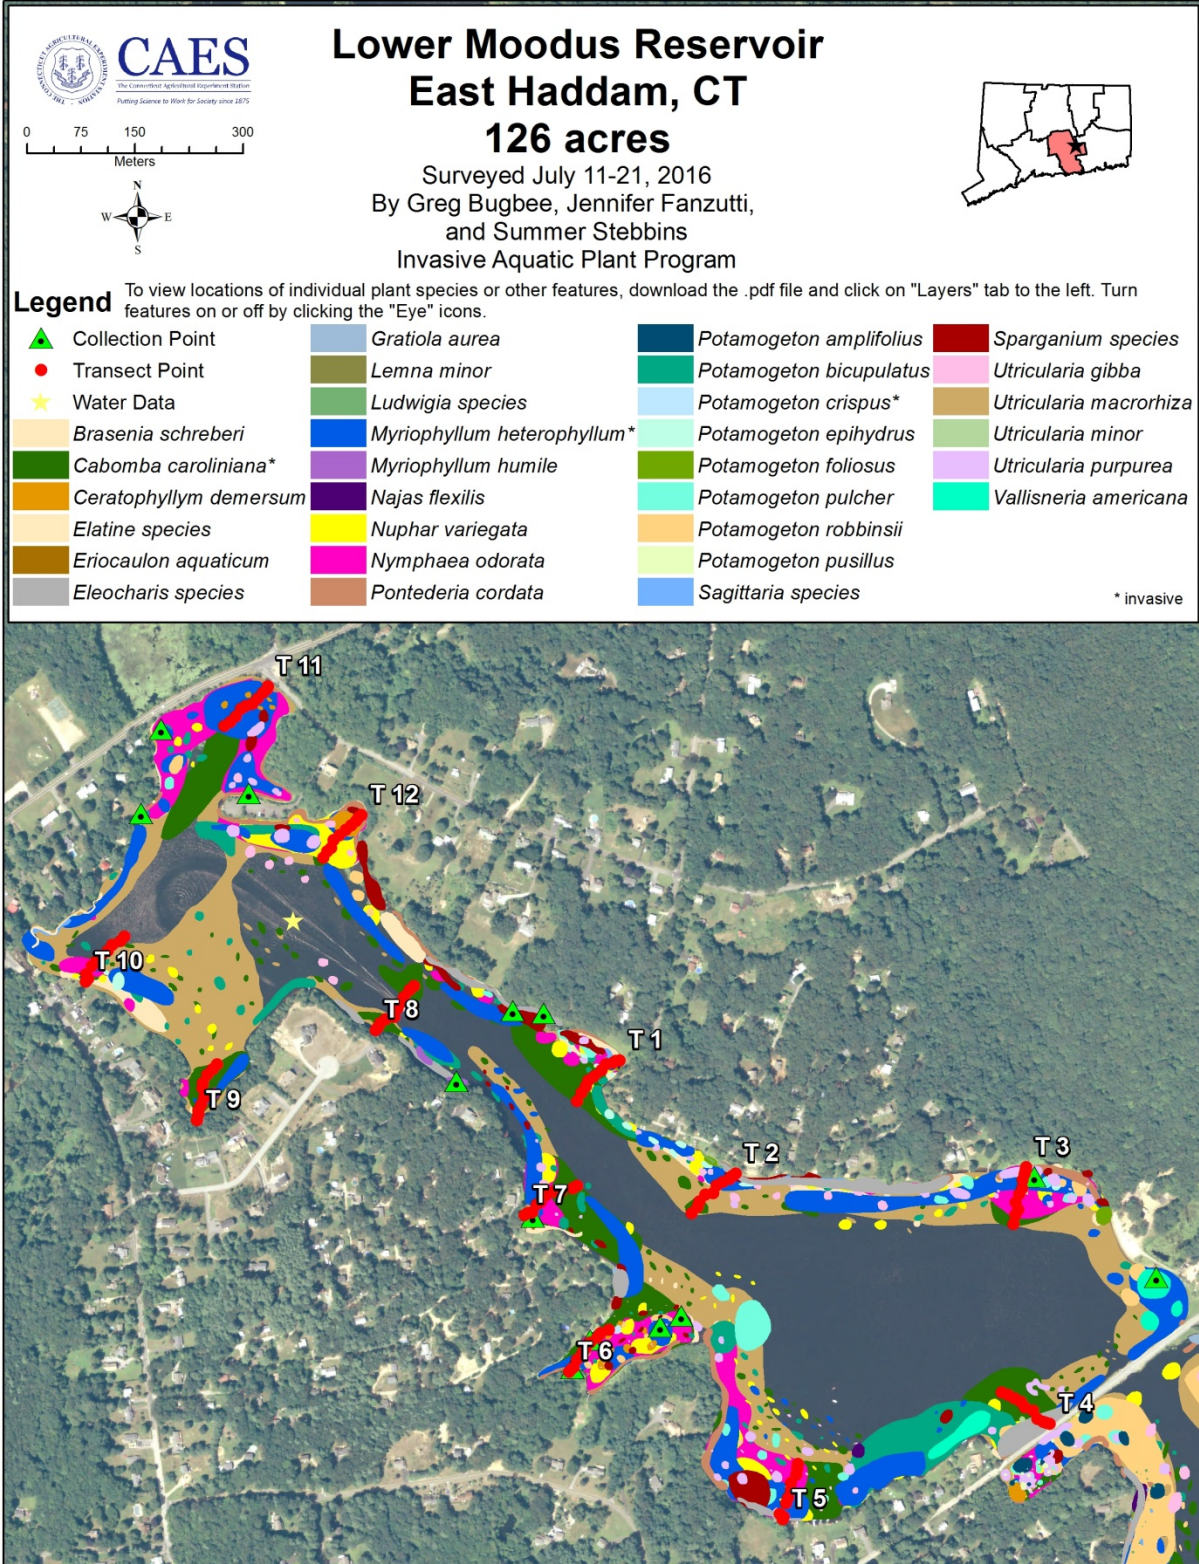 CAES
The Connecticut Agricultural Experiment Station
Putting Science to Work for Society since 1875
THE CONNECTICUT AGRICULTURAL EXPERIMENT STATION
Lower Moodus Reservoir
East Haddam, CT
126 acres
Surveyed July 11-21, 2016
By Greg Bugbee, Jennifer Fanzutti,
and Summer Stebbins
Invasive Aquatic Plant Program
0 75 150 300
Meters
N
W E
S
Legend
To view locations of individual plant species or other features, download the .pdf file and click on "Layers" tab to the left. Turn
features on or off by clicking the "Eye" icons.
Collection Point
Transect Point
Water Data
Brasenia schreberi
Cabomba caroliniana*
Ceratophyllym demersum
Elatine species
Eriocaulon aquaticum
Eleocharis species
Gratiola aurea
Lemna minor
Ludwigia species
Myriophyllum heterophyllum*
Myriophyllum humile
Najas flexilis
Nuphar variegata
Nymphaea odorata
Pontederia cordata
Potamogeton amplifolius
Potamogeton bicupulatus
Potamogeton crispus*
Potamogeton epihydrus
Potamogeton foliosus
Potamogeton pulcher
Potamogeton robbinsii
Potamogeton pusillus
Sagittaria species
Sparganium species
Utricularia gibba
Utricularia macrorhiza
Utricularia minor
Utricularia purpurea
Vallisneria americana
* invasive
T 11
T 12
T 10
T 8
T 1
T 9
T 2
T 3
T 7
T 6
T 4
T 5